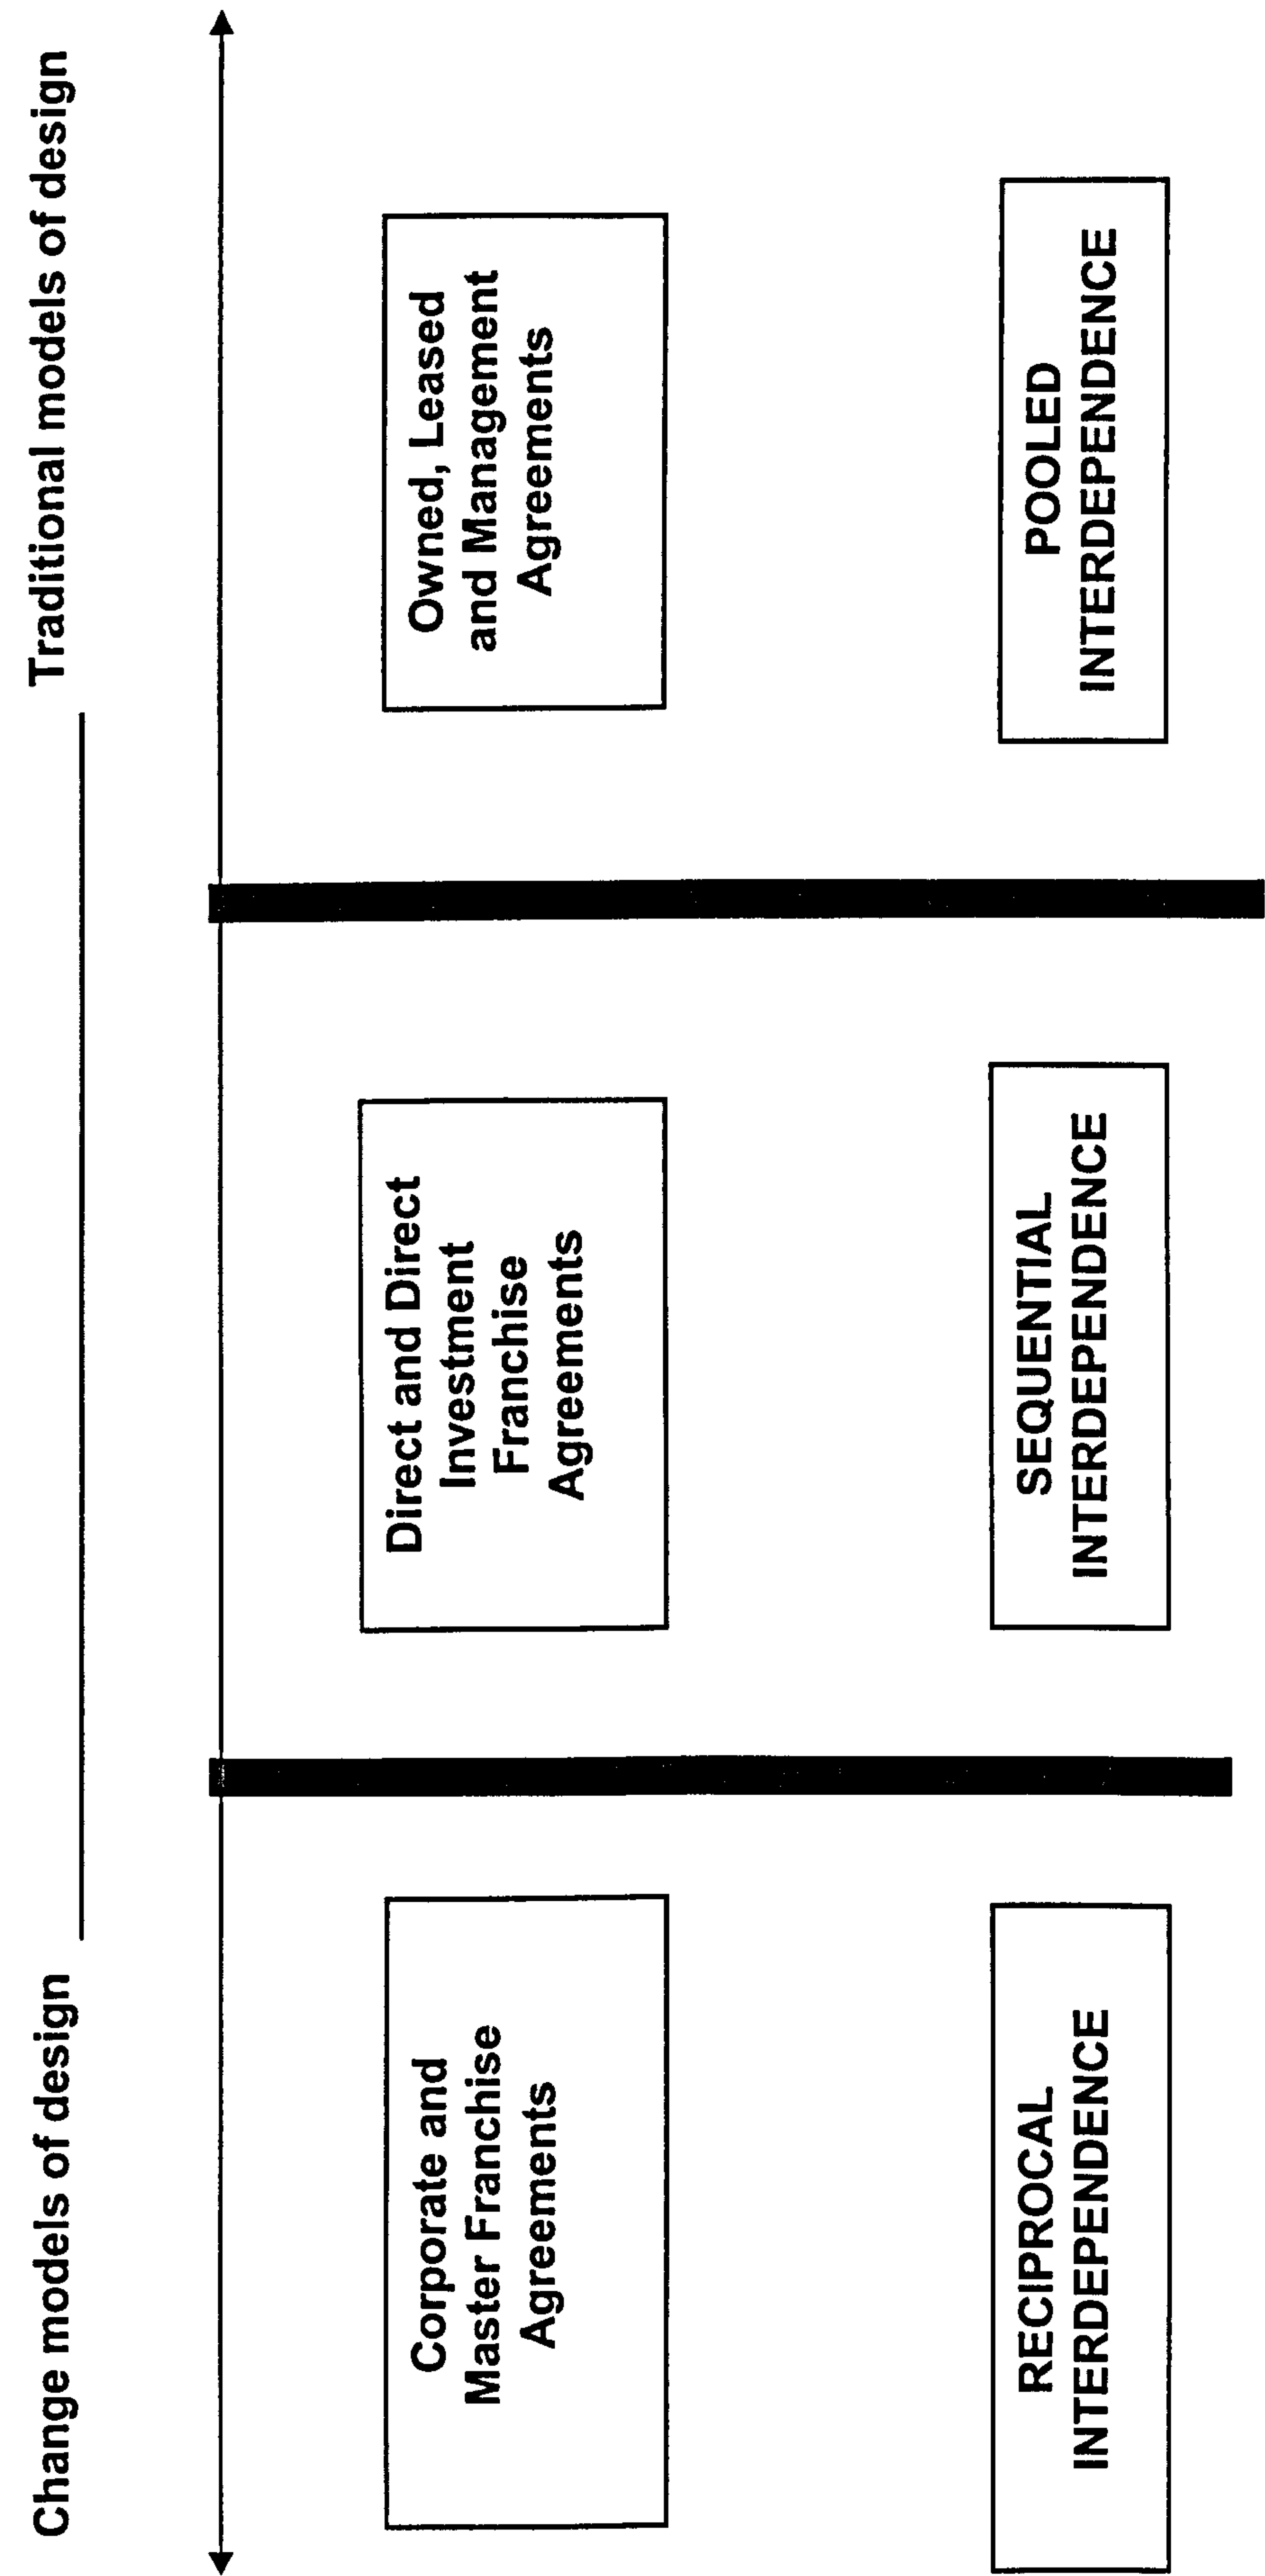 Change models of design
Traditional models of design
Corporate and
Master Franchise
Agreements
Direct and Direct
Investment
Franchise
Agreements
Owned, Leased
and Management
Agreements
RECIPROCAL
INTERDEPENDENCE
SEQUENTIAL
INTERDEPENDENCE
POOLED
INTERDEPENDENCE